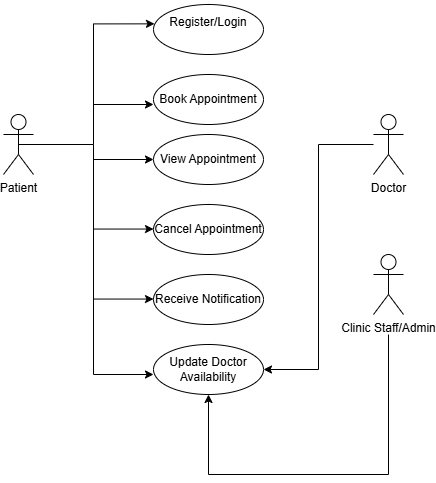 Register/Login
Book Appointment
View Appointment
Patient
Doctor
Cancel Appointment
Receive Notification
Clinic Staff/Admin
Update Doctor
Availability